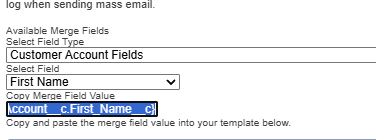 log when sending mass email.
Available Merge Fields
Select Field Type
Customer Account Fields
Select Field
First Name
Copy Merge Field Value
Account__c.First_Name__c}
Copy and paste the merge field value into your template below.